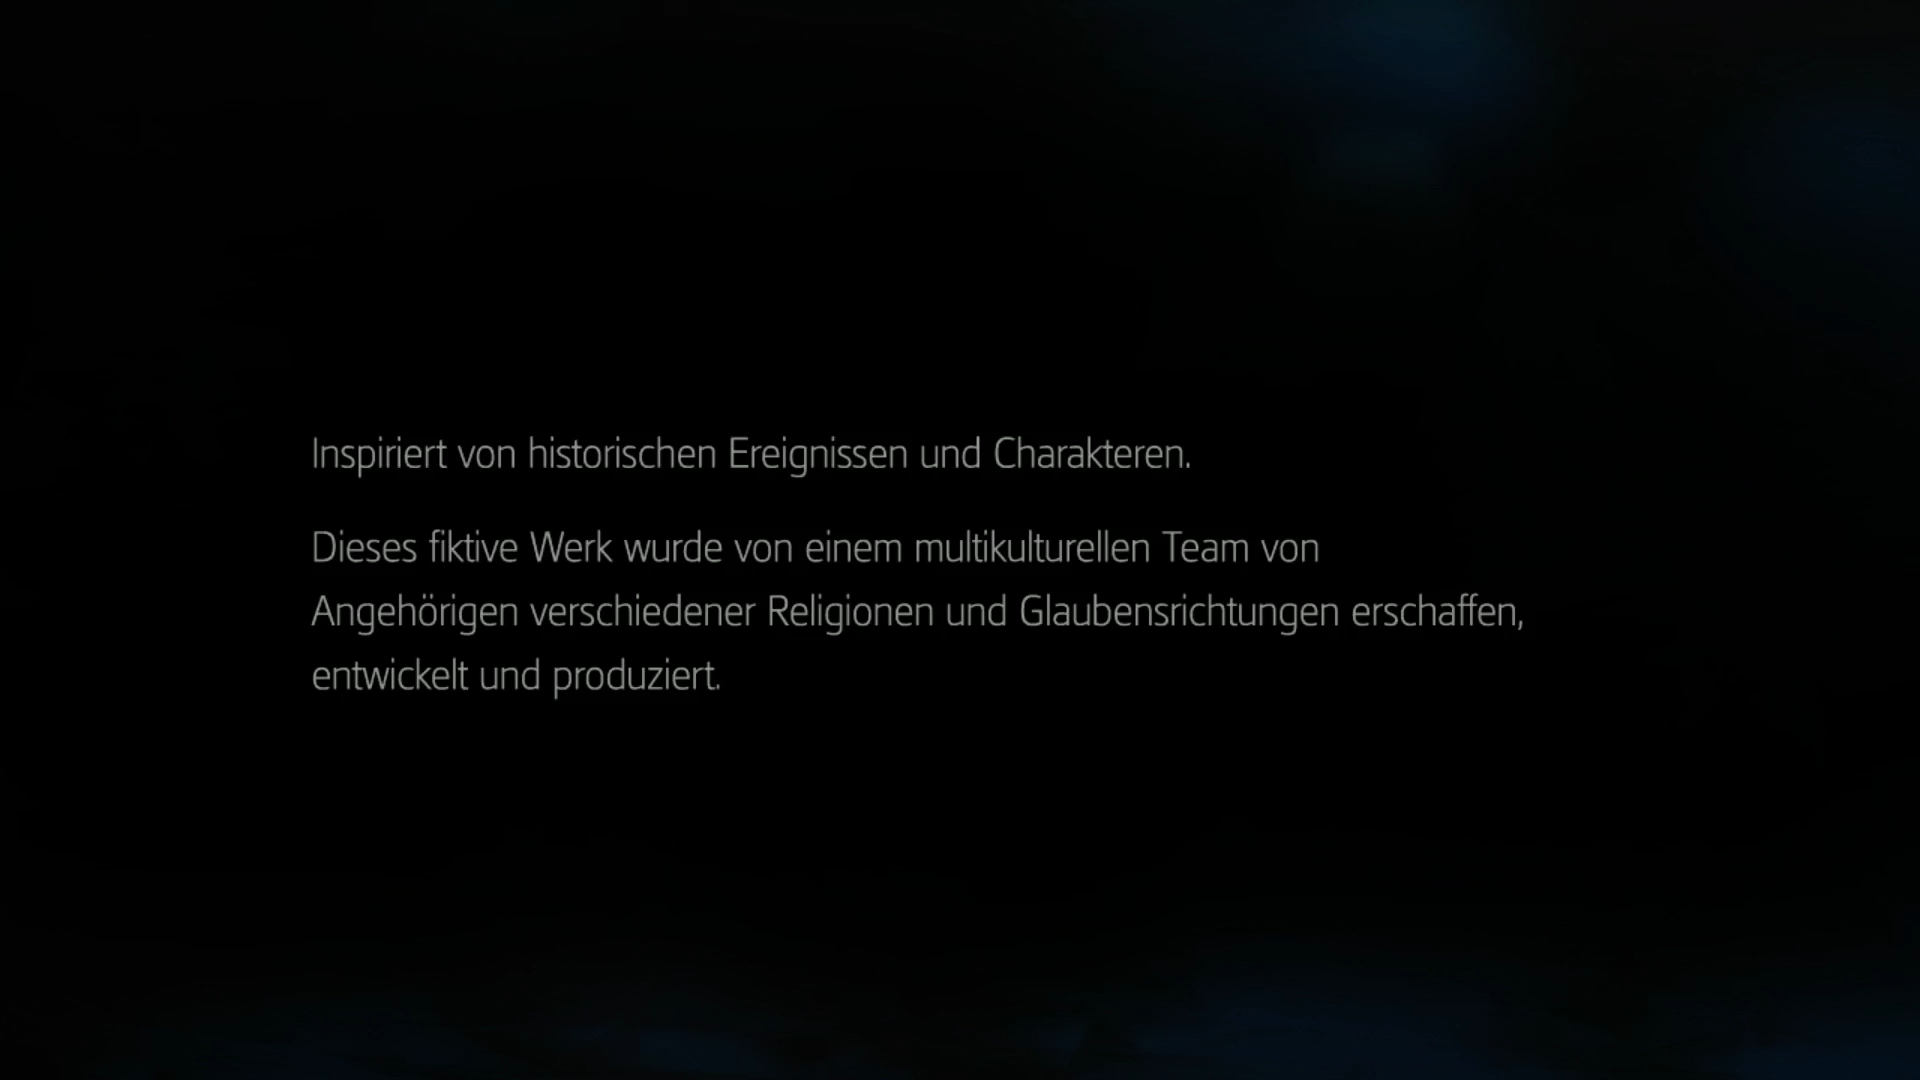 Inspiriert von historischen Ereignissen und Charakteren.
Dieses fiktive Werk wurde von einem multikulturellen Team von
Angehörigen verschiedener Religionen und Glaubensrichtungen erschaffen,
entwickelt und produziert.